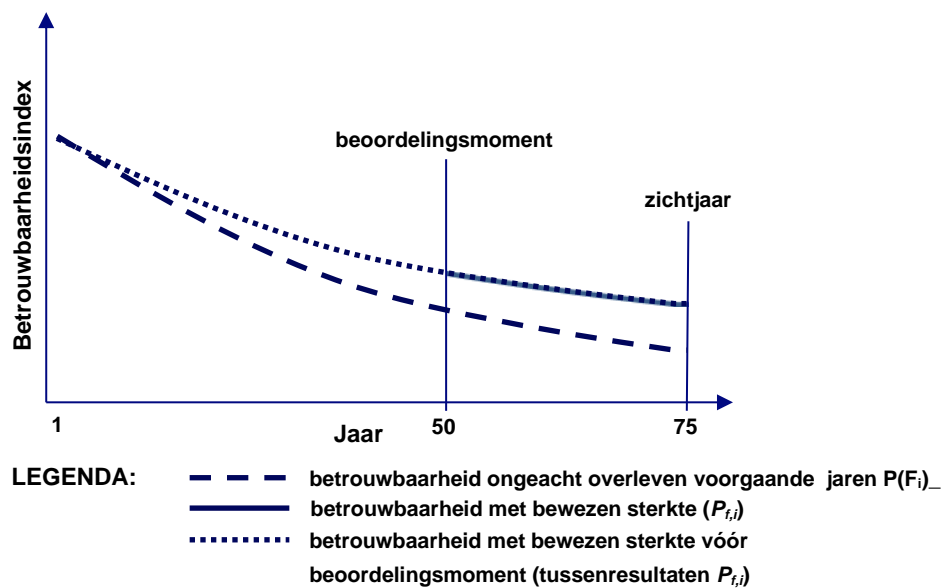 Betrouwbaarheidsindex
beoordelingsmoment
zichtjaar
1
50
75
Jaar
LEGENDA:
betrouwbaarheid ongeacht overleven voorgaande jaren P(Fᵢ)_
betrouwbaarheid met bewezen sterkte (P_f,i)
betrouwbaarheid met bewezen sterkte vóór
beoordelingsmoment (tussenresultaten P_f,i)